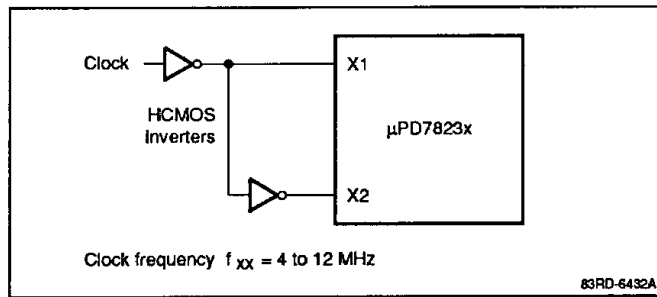 Clock
X1
HCMOS
Inverters
μPD7823x
X2
Clock frequency f xx = 4 to 12 MHz
83RD-6432A